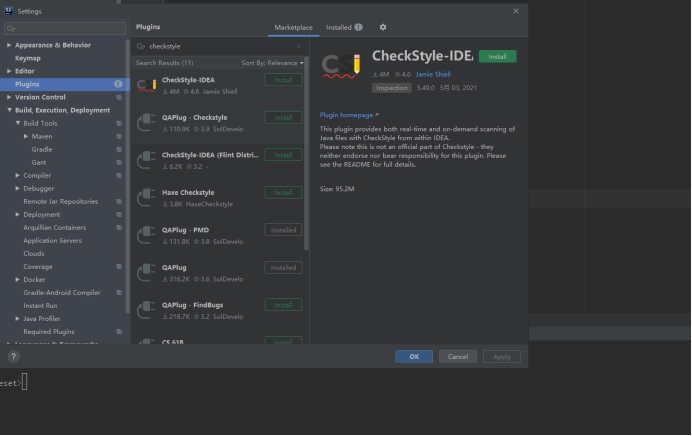 Settings
Appearance & Behavior
Keymap
Editor
Plugins 1
Version Control
Build, Execution, Deployment
Build Tools
Maven
Gradle
Gant
Compiler
Debugger
Remote Jar Repositories
Deployment
Arquillian Containers
Application Servers
Clouds
Coverage
Docker
Gradle-Android Compiler
Instant Run
Java Profiler
Required Plugins
Plugins
Marketplace
Installed 1
checkstyle
Search Results (11)
Sort By: Relevance
CheckStyle-IDEA
4M 4.6 Jamie Shiell
Install
QAPlug - Checkstyle
110.9K 3.8 SolDevelo
Install
CheckStyle-IDEA (Flint Distri...
6.2K 3.2 -
Install
Haxe Checkstyle
3.8K HaxeCheckstyle
Install
QAPlug - PMD
131.8K 3.8 SolDevelo
Installed
QAPlug
316.2K 3.6 SolDevelo
Installed
QAPlug - FindBugs
218.7K 3.2 SolDevelo
Install
CS 61B
CS
CheckStyle-IDE
Install
4M 4.6 Jamie Shiell
Inspection 5.49.0 5月 03, 2021
Plugin homepage
This plugin provides both real-time and on-demand scanning of
Java files with CheckStyle from within IDEA.
Please note this is not an official part of Checkstyle - they
neither endorse nor bear responsibility for this plugin. Please
see the README for full details.
Size: 95.2M
?
OK
Cancel
Apply
eset>